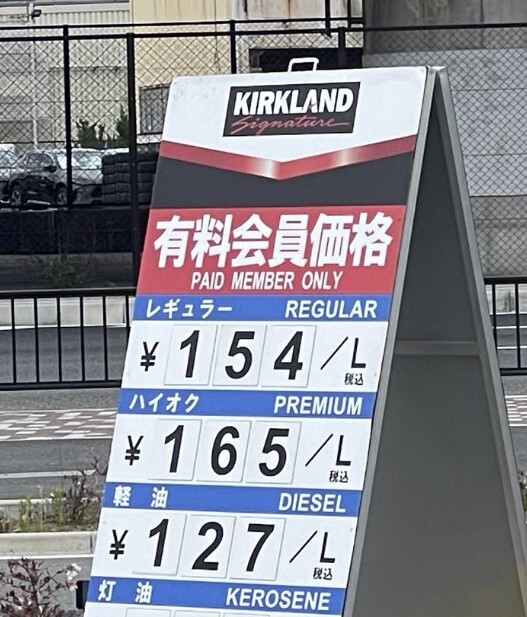 KIRKLAND
Signature
有料会員価格
PAID MEMBER ONLY
レギュラー REGULAR
¥154/L
税込
ハイオク PREMIUM
¥165/L
税込
軽油 DIESEL
¥127/L
税込
灯油 KEROSENE